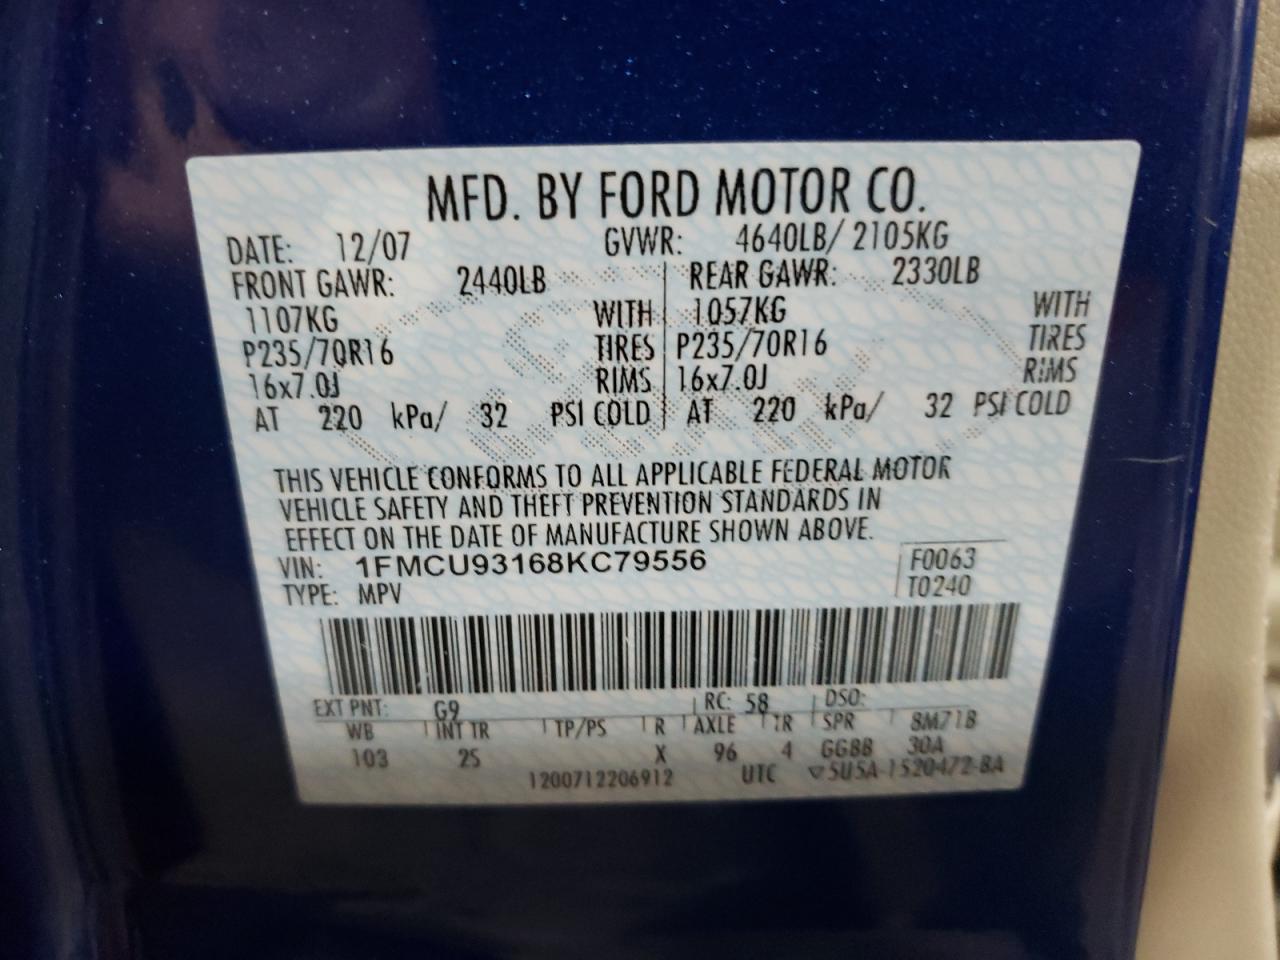 MFD. BY FORD MOTOR CO.
DATE: 12/07 GVWR: 4640LB/ 2105KG
FRONT GAWR: 2440LB REAR GAWR: 2330LB
1107KG WITH 1057KG WITH
P235/70R16 TIRES P235/70R16 TIRES
16x7.0J RIMS 16x7.0J RIMS
AT 220 kPa/ 32 PSI COLD AT 220 kPa/ 32 PSI COLD
THIS VEHICLE CONFORMS TO ALL APPLICABLE FEDERAL MOTOR
VEHICLE SAFETY AND THEFT PREVENTION STANDARDS IN
EFFECT ON THE DATE OF MANUFACTURE SHOWN ABOVE.
VIN: 1FMCU93168KC79556 F0063
TYPE: MPV T0240
EXT PNT: G9 RC: 58 DSO:
WB INT TR TP/PS R AXLE TR SPR 8M71B
103 2S X 96 4 GGBB 30A
1200712206912 UTC ▽5U5A-1520472-BA